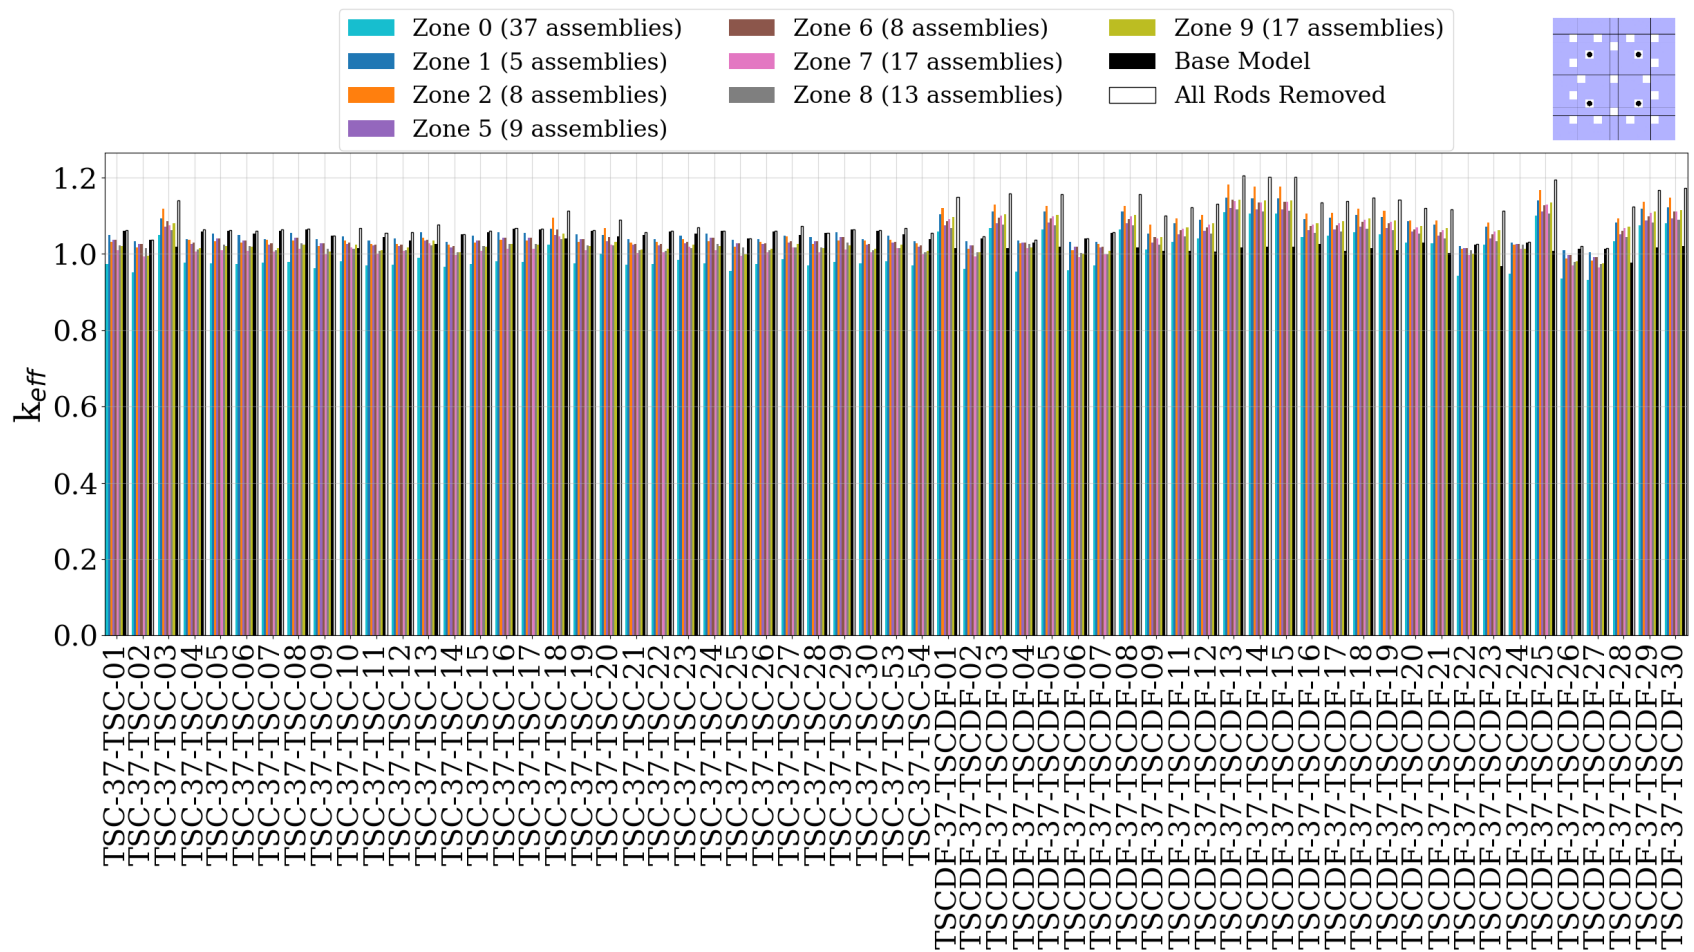 Zone 0 (37 assemblies)
Zone 1 (5 assemblies)
Zone 2 (8 assemblies)
Zone 5 (9 assemblies)
Zone 6 (8 assemblies)
Zone 7 (17 assemblies)
Zone 8 (13 assemblies)
Zone 9 (17 assemblies)
Base Model
All Rods Removed
k_eff
1.2
1.0
0.8
0.6
0.4
0.2
0.0
TSC-37-TSC-01
TSC-37-TSC-02
TSC-37-TSC-03
TSC-37-TSC-04
TSC-37-TSC-05
TSC-37-TSC-06
TSC-37-TSC-07
TSC-37-TSC-08
TSC-37-TSC-09
TSC-37-TSC-10
TSC-37-TSC-11
TSC-37-TSC-12
TSC-37-TSC-13
TSC-37-TSC-14
TSC-37-TSC-15
TSC-37-TSC-16
TSC-37-TSC-17
TSC-37-TSC-18
TSC-37-TSC-19
TSC-37-TSC-20
TSC-37-TSC-21
TSC-37-TSC-22
TSC-37-TSC-23
TSC-37-TSC-24
TSC-37-TSC-25
TSC-37-TSC-26
TSC-37-TSC-27
TSC-37-TSC-28
TSC-37-TSC-29
TSC-37-TSC-30
TSC-37-TSC-53
TSC-37-TSC-54
TSCDF-37-TSCDF-01
TSCDF-37-TSCDF-02
TSCDF-37-TSCDF-03
TSCDF-37-TSCDF-04
TSCDF-37-TSCDF-05
TSCDF-37-TSCDF-06
TSCDF-37-TSCDF-07
TSCDF-37-TSCDF-08
TSCDF-37-TSCDF-09
TSCDF-37-TSCDF-11
TSCDF-37-TSCDF-12
TSCDF-37-TSCDF-13
TSCDF-37-TSCDF-14
TSCDF-37-TSCDF-15
TSCDF-37-TSCDF-16
TSCDF-37-TSCDF-17
TSCDF-37-TSCDF-18
TSCDF-37-TSCDF-19
TSCDF-37-TSCDF-20
TSCDF-37-TSCDF-21
TSCDF-37-TSCDF-22
TSCDF-37-TSCDF-23
TSCDF-37-TSCDF-24
TSCDF-37-TSCDF-25
TSCDF-37-TSCDF-26
TSCDF-37-TSCDF-27
TSCDF-37-TSCDF-28
TSCDF-37-TSCDF-29
TSCDF-37-TSCDF-30